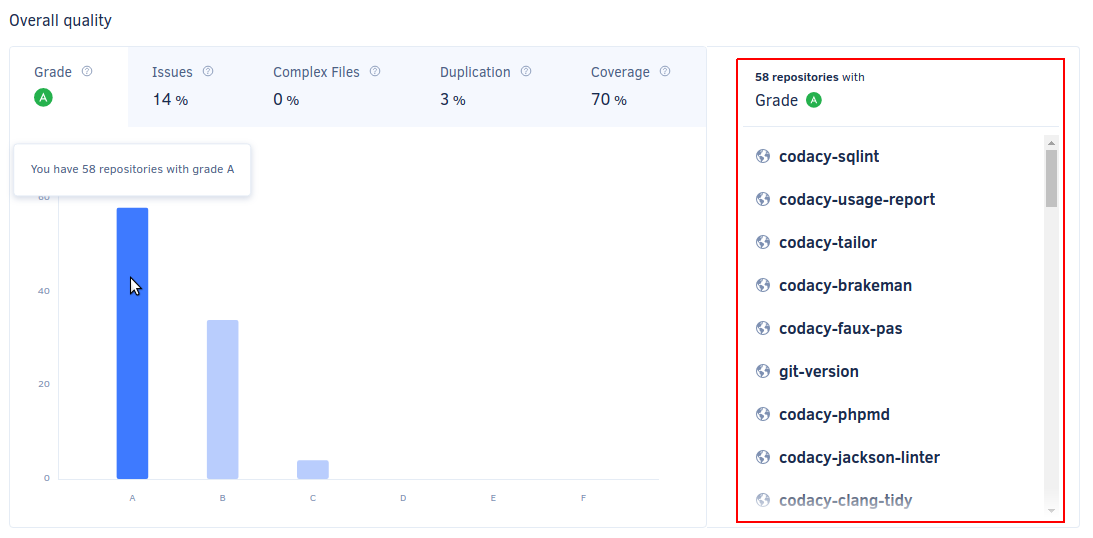 Overall quality
Grade
A
Issues
14 %
Complex Files
0 %
Duplication
3 %
Coverage
70 %
You have 58 repositories with grade A
60
40
20
0
A B C D E F
58 repositories with
Grade A
codacy-sqlint
codacy-usage-report
codacy-tailor
codacy-brakeman
codacy-faux-pas
git-version
codacy-phpmd
codacy-jackson-linter
codacy-clang-tidy